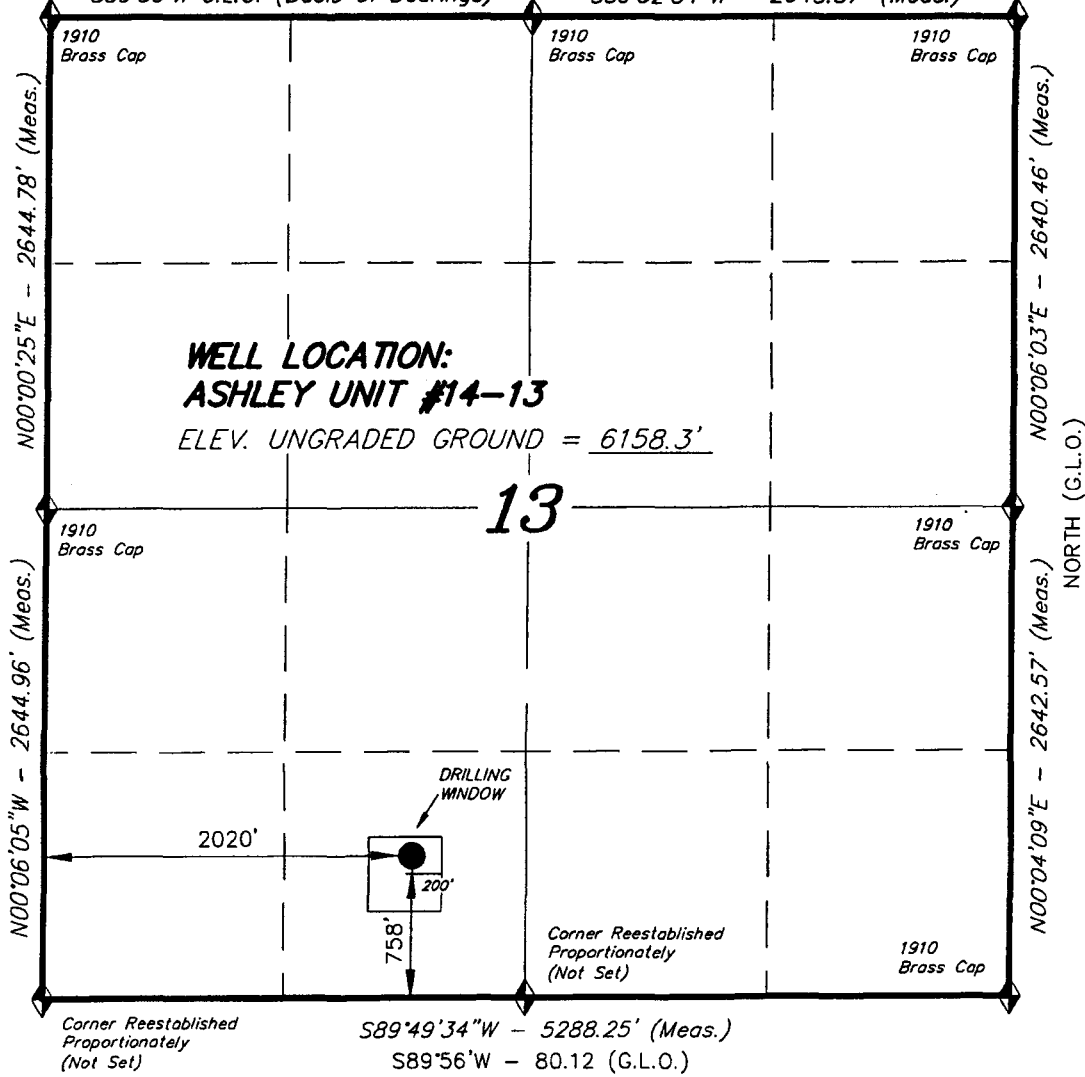 1910
Brass Cap
1910
Brass Cap
1910
Brass Cap
N00°00'25"E - 2644.78' (Meas.)
N00°06'03"E - 2640.46' (Meas.)
WELL LOCATION:
ASHLEY UNIT #14-13
ELEV. UNGRADED GROUND = 6158.3'
13
NORTH (G.L.O.)
1910
Brass Cap
1910
Brass Cap
N00°06'05"W - 2644.96' (Meas.)
N00°04'09"E - 2642.57' (Meas.)
DRILLING
WINDOW
2020'
200'
758'
Corner Reestablished
Proportionately
(Not Set)
1910
Brass Cap
Corner Reestablished
Proportionately
(Not Set)
S89°49'34"W - 5288.25' (Meas.)
S89°56'W - 80.12 (G.L.O.)